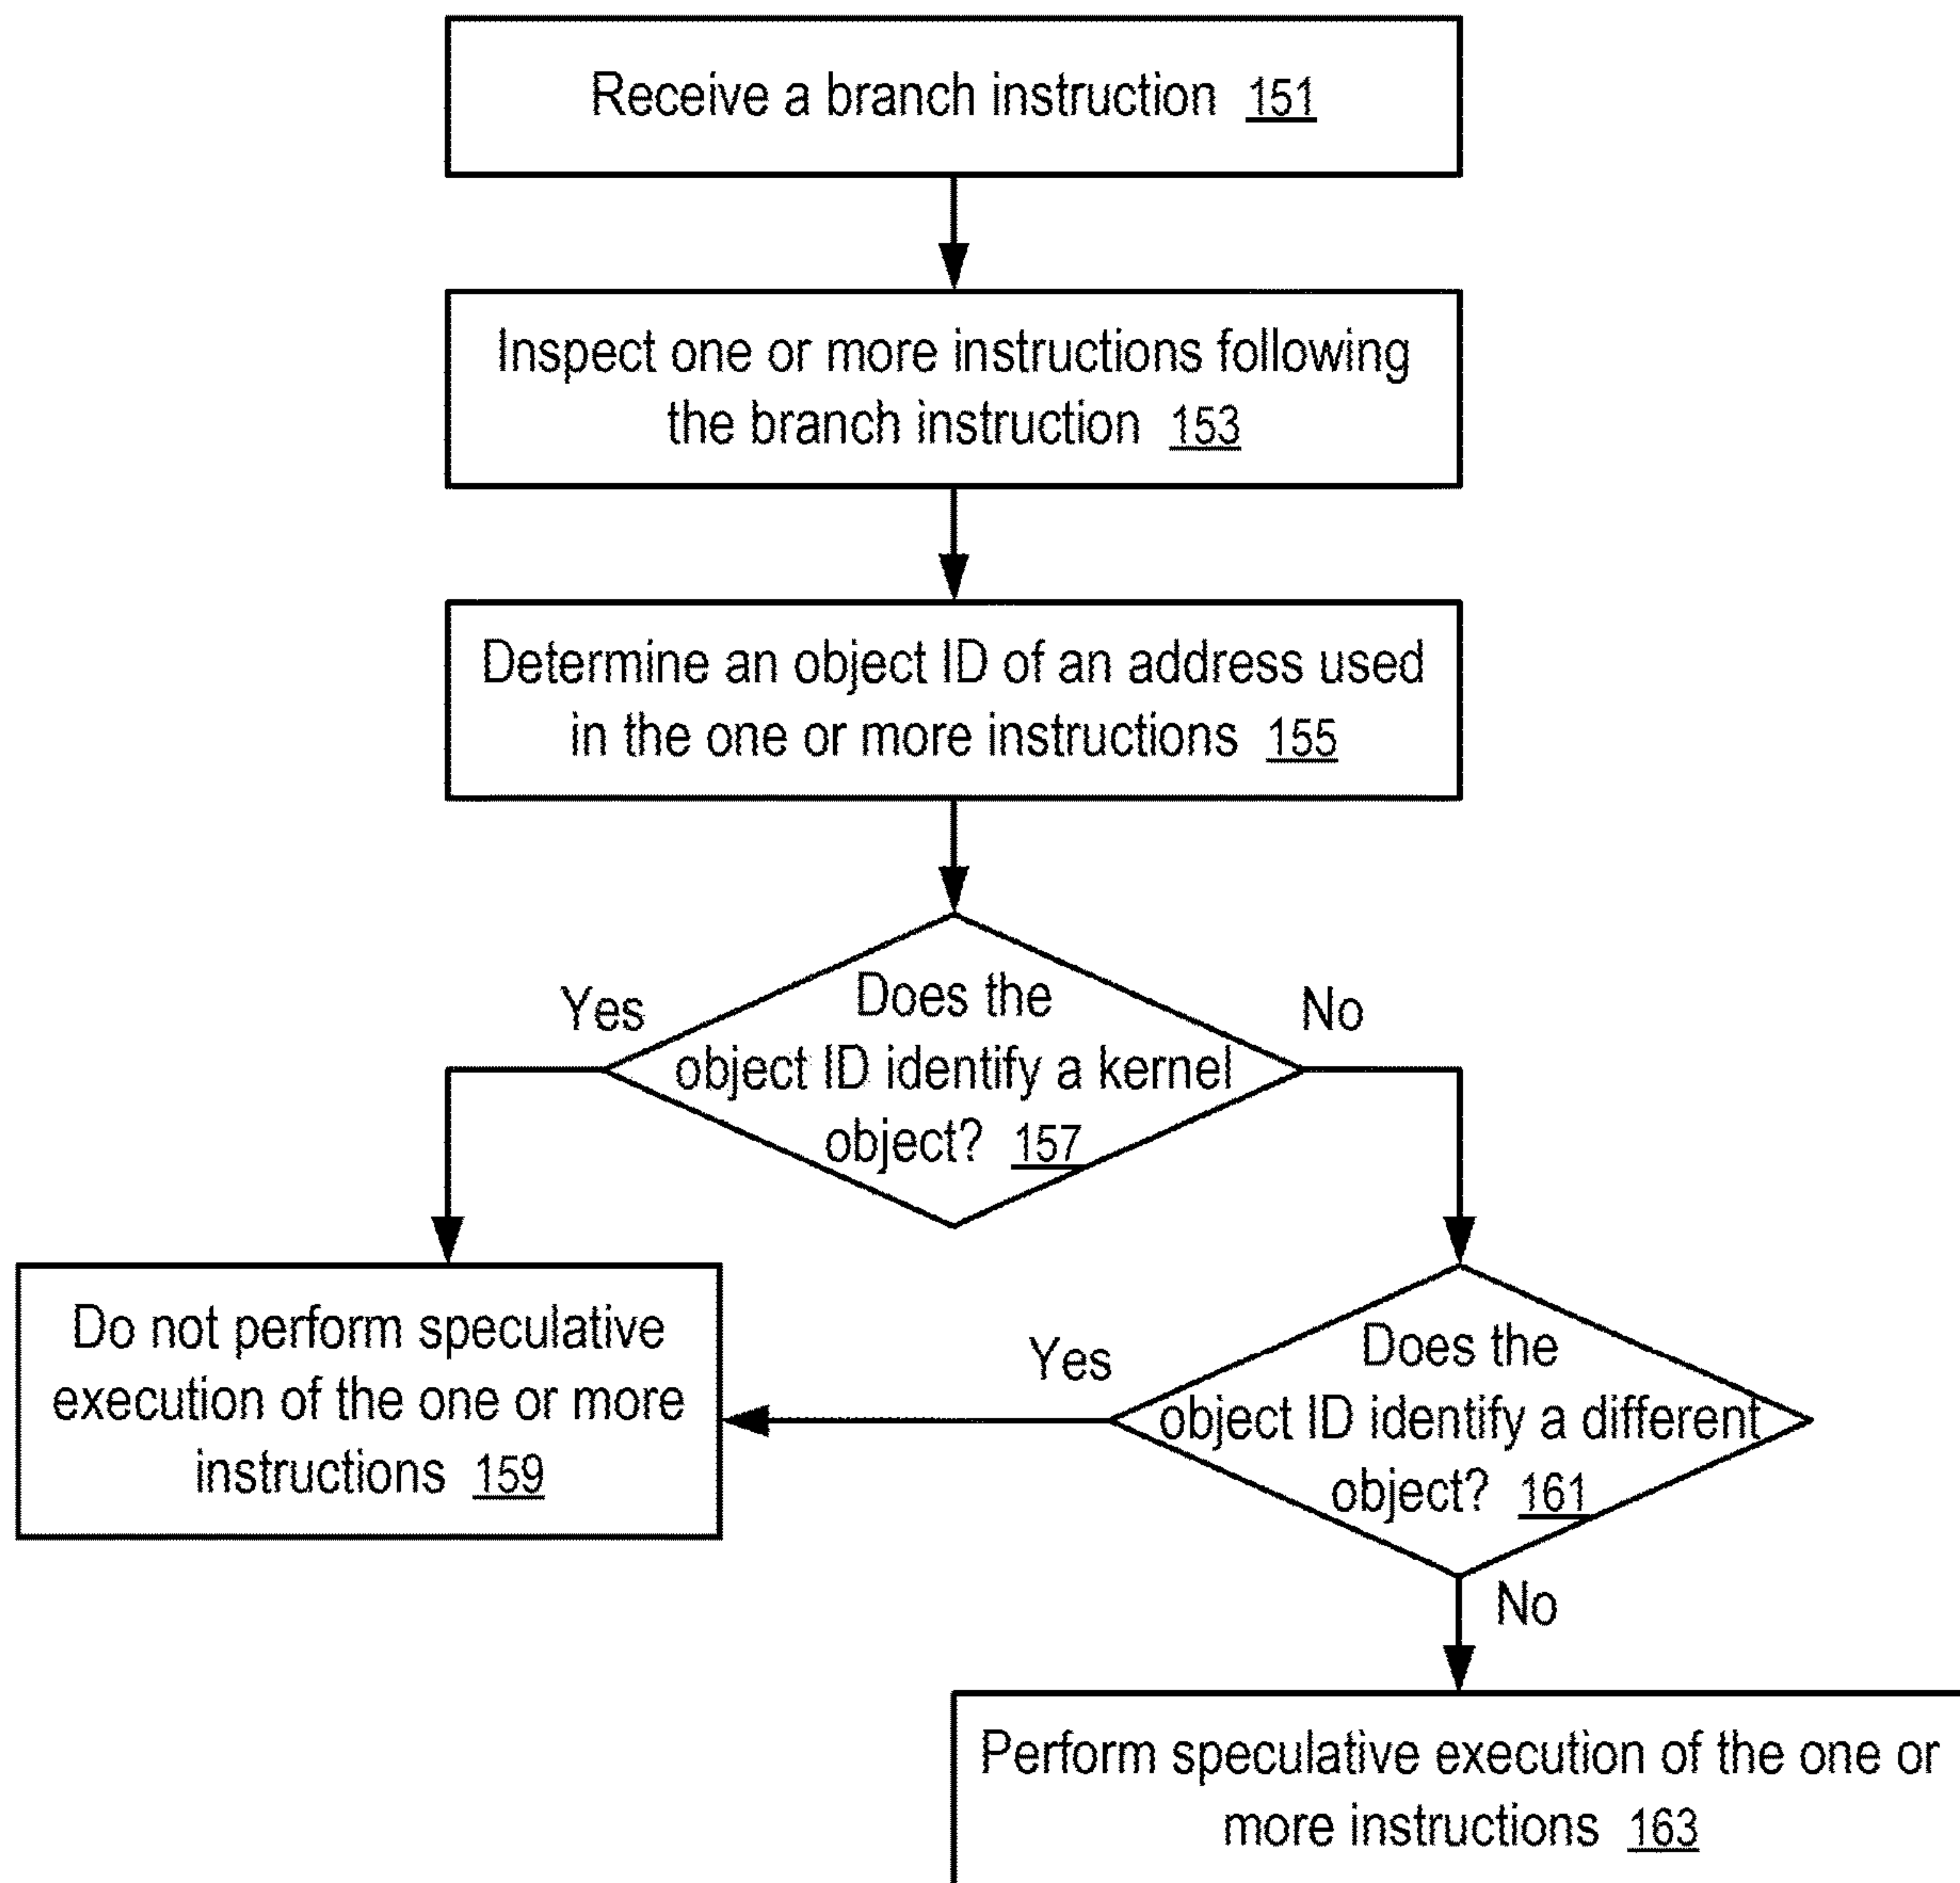 Receive a branch instruction 151
Inspect one or more instructions following
the branch instruction 153
Determine an object ID of an address used
in the one or more instructions 155
Does the
object ID identify a kernel
object? 157
Yes
No
Do not perform speculative
execution of the one or more
instructions 159
Does the
object ID identify a different
object? 161
Yes
No
Perform speculative execution of the one or
more instructions 163